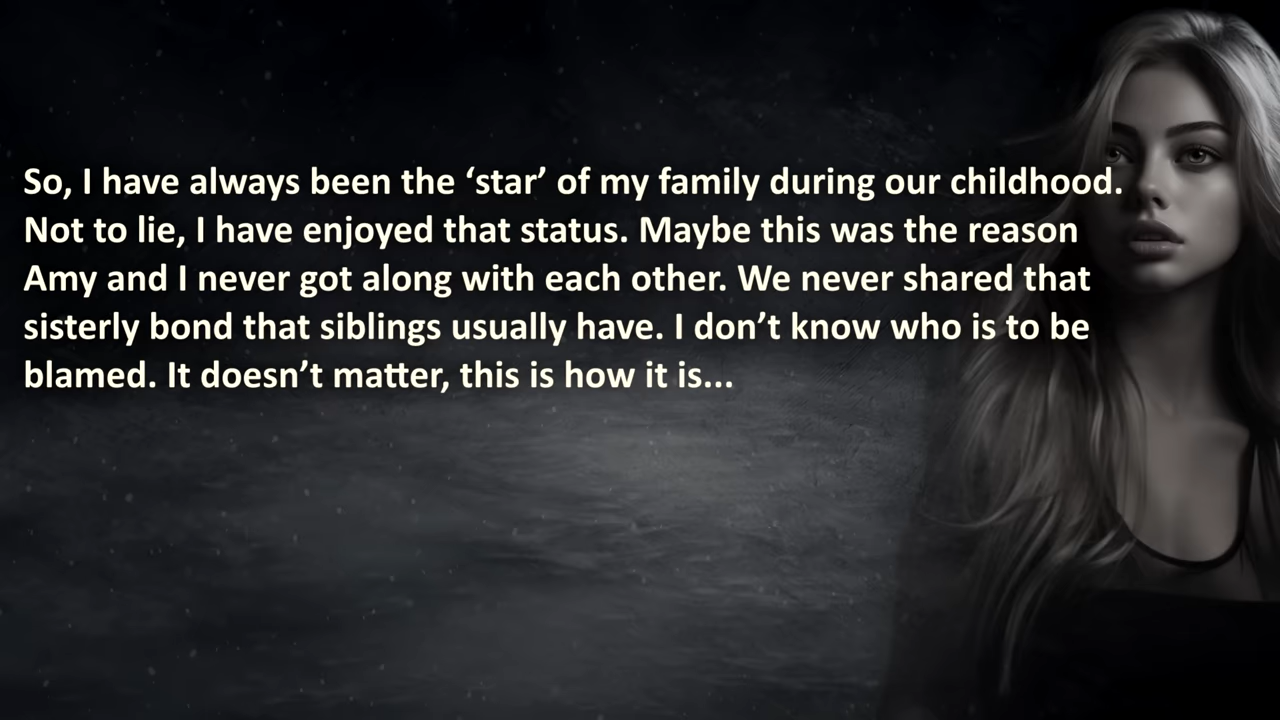 So, I have always been the ‘star’ of my family during our childhood.
Not to lie, I have enjoyed that status. Maybe this was the reason
Amy and I never got along with each other. We never shared that
sisterly bond that siblings usually have. I don’t know who is to be
blamed. It doesn’t matter, this is how it is...